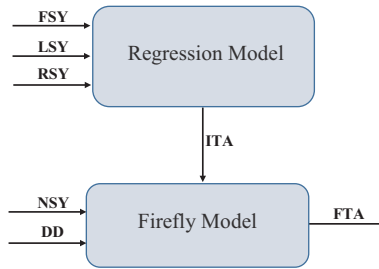 FSY
LSY
RSY
Regression Model
ITA
NSY
DD
Firefly Model
FTA